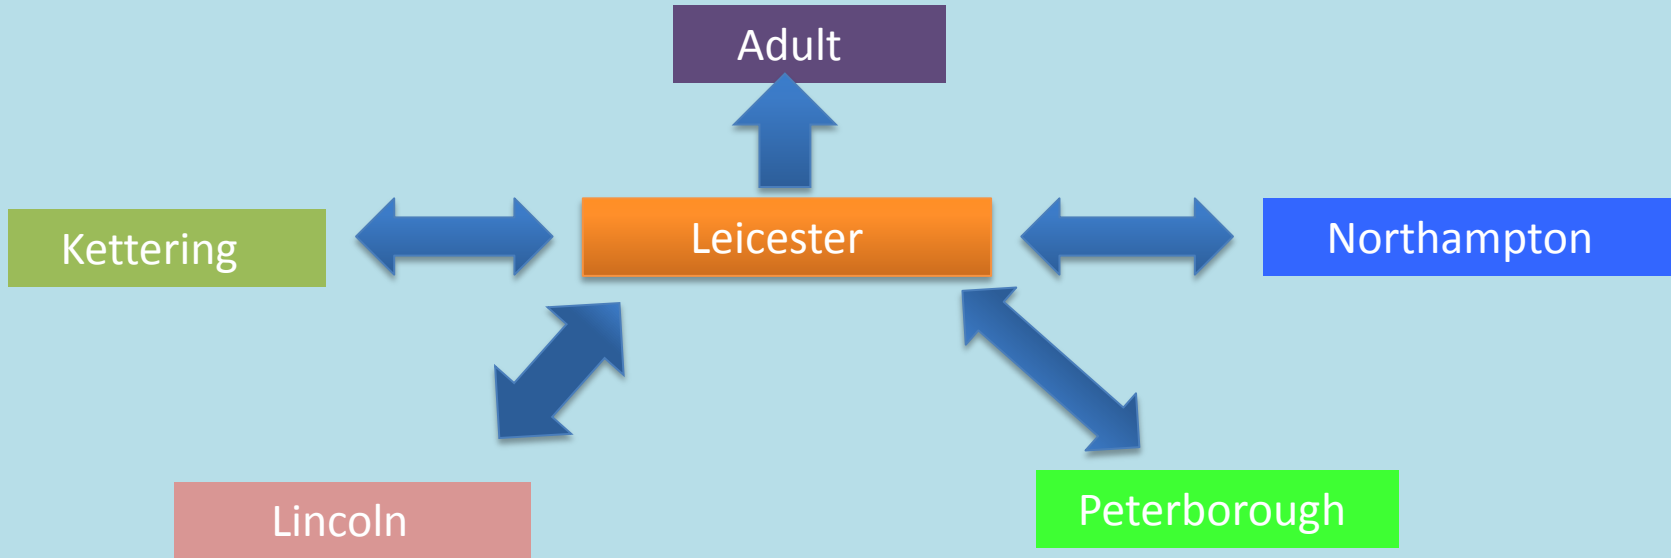 Adult
Kettering
Leicester
Northampton
Lincoln
Peterborough